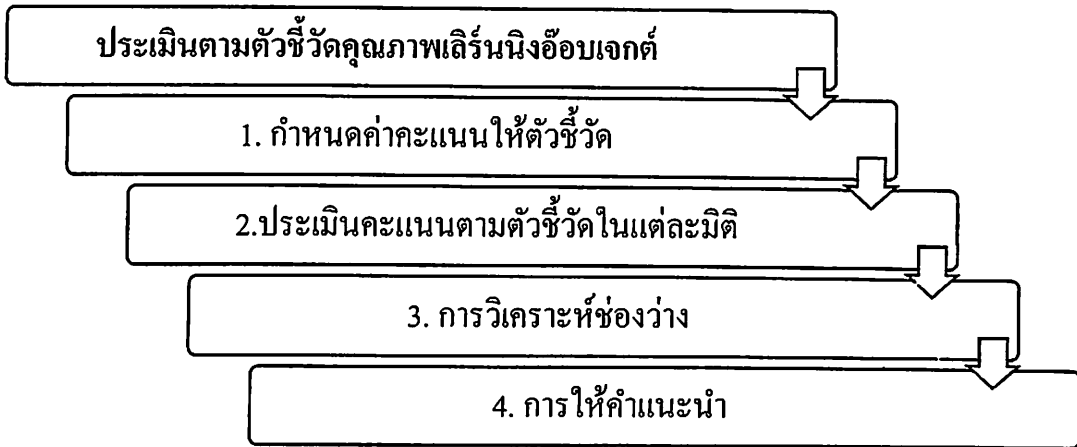 ประเมินตามตัวชี้วัดคุณภาพเลิร์นนิงอ๊อบเจกต์
1. กำหนดค่าคะแนนให้ตัวชี้วัด
2.ประเมินคะแนนตามตัวชี้วัดในแต่ละมิติ
3. การวิเคราะห์ช่องว่าง
4. การให้คำแนะนำ